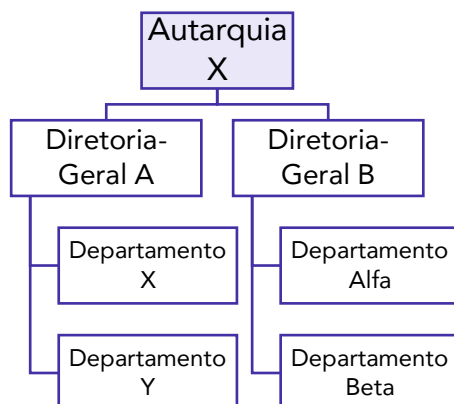 Autarquia
X
Diretoria-
Geral A
Diretoria-
Geral B
Departamento
X
Departamento
Alfa
Departamento
Y
Departamento
Beta